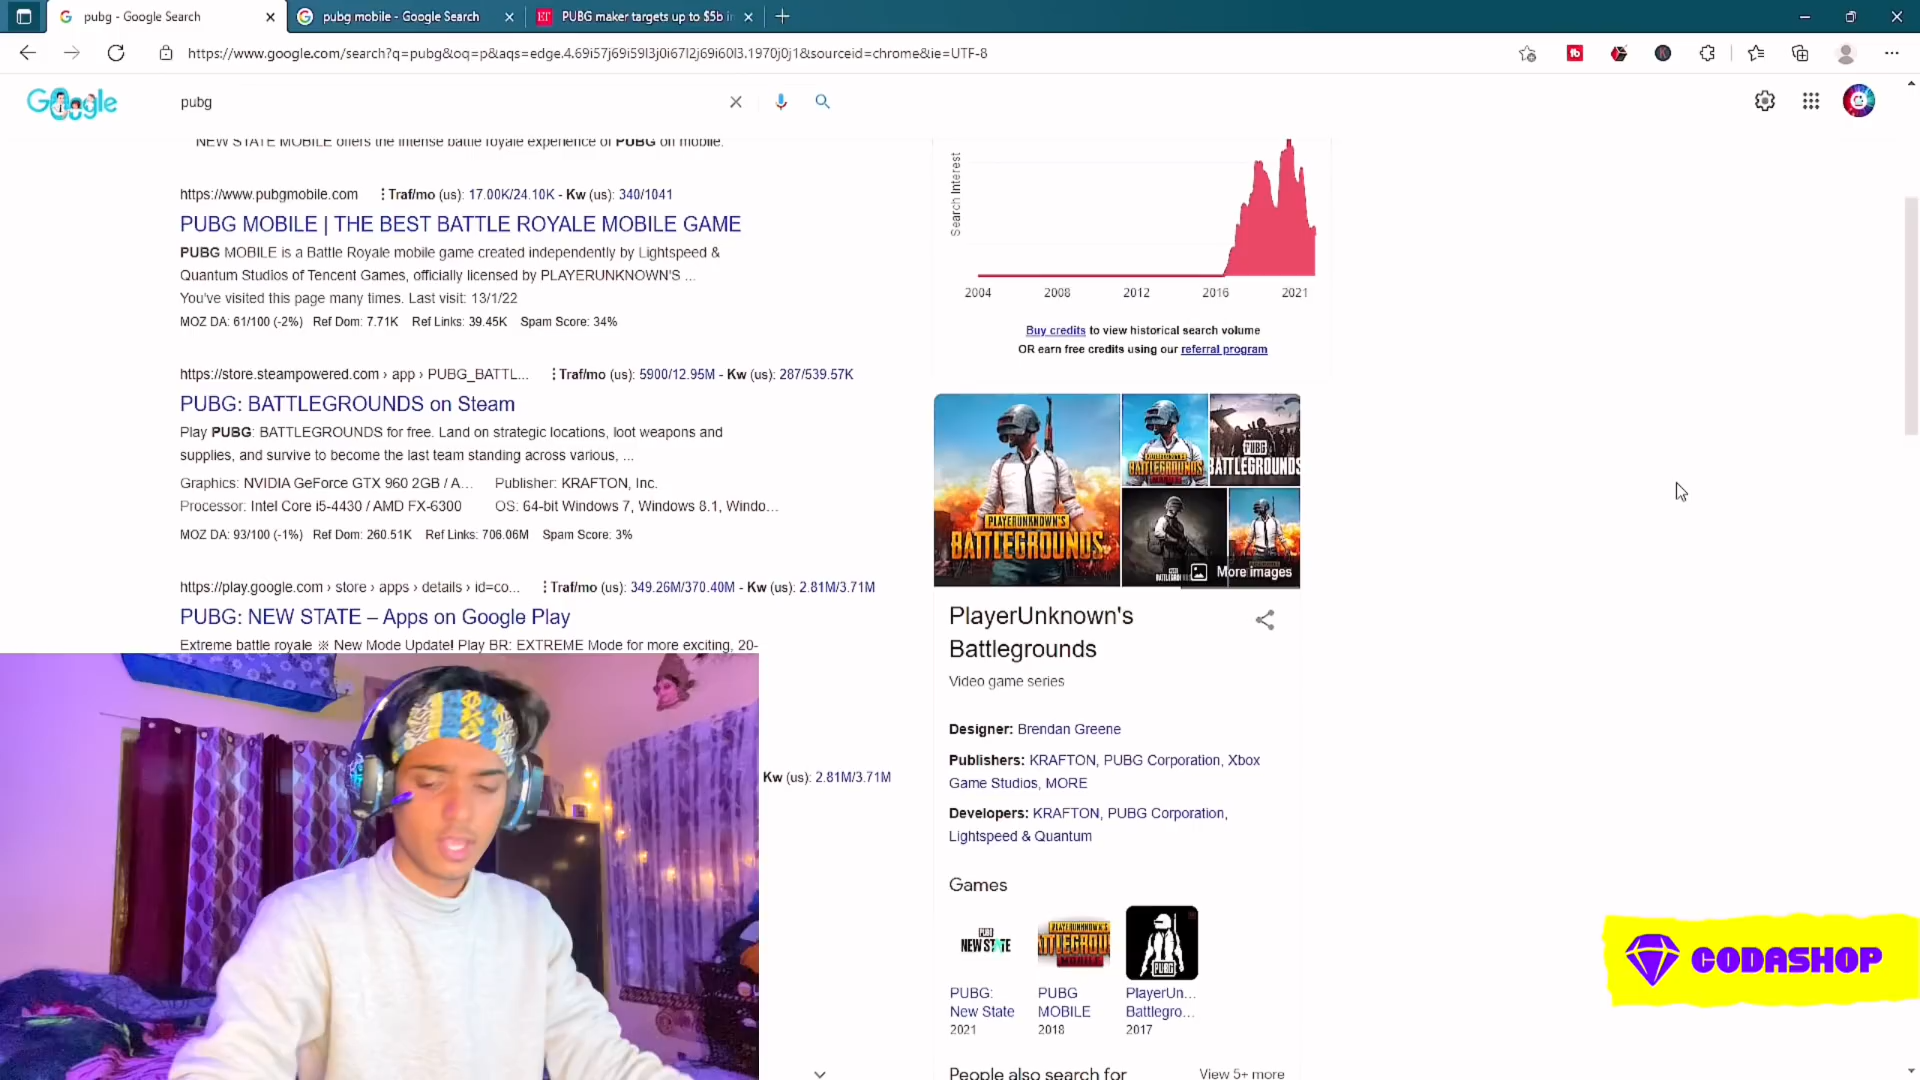 pubg - Google Search
pubg mobile - Google Search
ET PUBG maker targets up to $5b in
https://www.google.com/search?q=pubg&oq=p&aqs=edge.4.69i57j69i59l3j0i67l2j69i60l3.1970j0j1&sourceid=chrome&ie=UTF-8
Google
pubg
NEW STATE MOBILE offers the intense battle royale experience of PUBG on mobile.
https://www.pubgmobile.com Traf/mo (us): 17.00K/24.10K - Kw (us): 340/1041
PUBG MOBILE | THE BEST BATTLE ROYALE MOBILE GAME
PUBG MOBILE is a Battle Royale mobile game created independently by Lightspeed &
Quantum Studios of Tencent Games, officially licensed by PLAYERUNKNOWN'S ...
You've visited this page many times. Last visit: 13/1/22
MOZ DA: 61/100 (-2%) Ref Dom: 7.71K Ref Links: 39.45K Spam Score: 34%
https://store.steampowered.com › app › PUBG_BATTL... Traf/mo (us): 5900/12.95M - Kw (us): 287/539.57K
PUBG: BATTLEGROUNDS on Steam
Play PUBG: BATTLEGROUNDS for free. Land on strategic locations, loot weapons and
supplies, and survive to become the last team standing across various, ...
Graphics: NVIDIA GeForce GTX 960 2GB / A... Publisher: KRAFTON, Inc.
Processor: Intel Core i5-4430 / AMD FX-6300 OS: 64-bit Windows 7, Windows 8.1, Windo...
MOZ DA: 93/100 (-1%) Ref Dom: 260.51K Ref Links: 706.06M Spam Score: 3%
https://play.google.com › store › apps › details › id=co... Traf/mo (us): 349.26M/370.40M - Kw (us): 2.81M/3.71M
PUBG: NEW STATE – Apps on Google Play
Extreme battle royale ※ New Mode Update! Play BR: EXTREME Mode for more exciting, 20-
Kw (us): 2.81M/3.71M
Search Interest
2004 2008 2012 2016 2021
Buy credits to view historical search volume
OR earn free credits using our referral program
PLAYERUNKNOWN'S
BATTLEGROUNDS
BATTLEGROUNDS
PUBG
BATTLEGROUNDS
More images
PlayerUnknown's
Battlegrounds
Video game series
Designer: Brendan Greene
Publishers: KRAFTON, PUBG Corporation, Xbox
Game Studios, MORE
Developers: KRAFTON, PUBG Corporation,
Lightspeed & Quantum
Games
PUBG
NEW STATE
PLAYERUNKNOWN'S
MOBILE
PUBG
PUBG: New State 2021
PUBG MOBILE 2018
PlayerUn... Battlegro... 2017
People also search for View 5+ more
CODASHOP